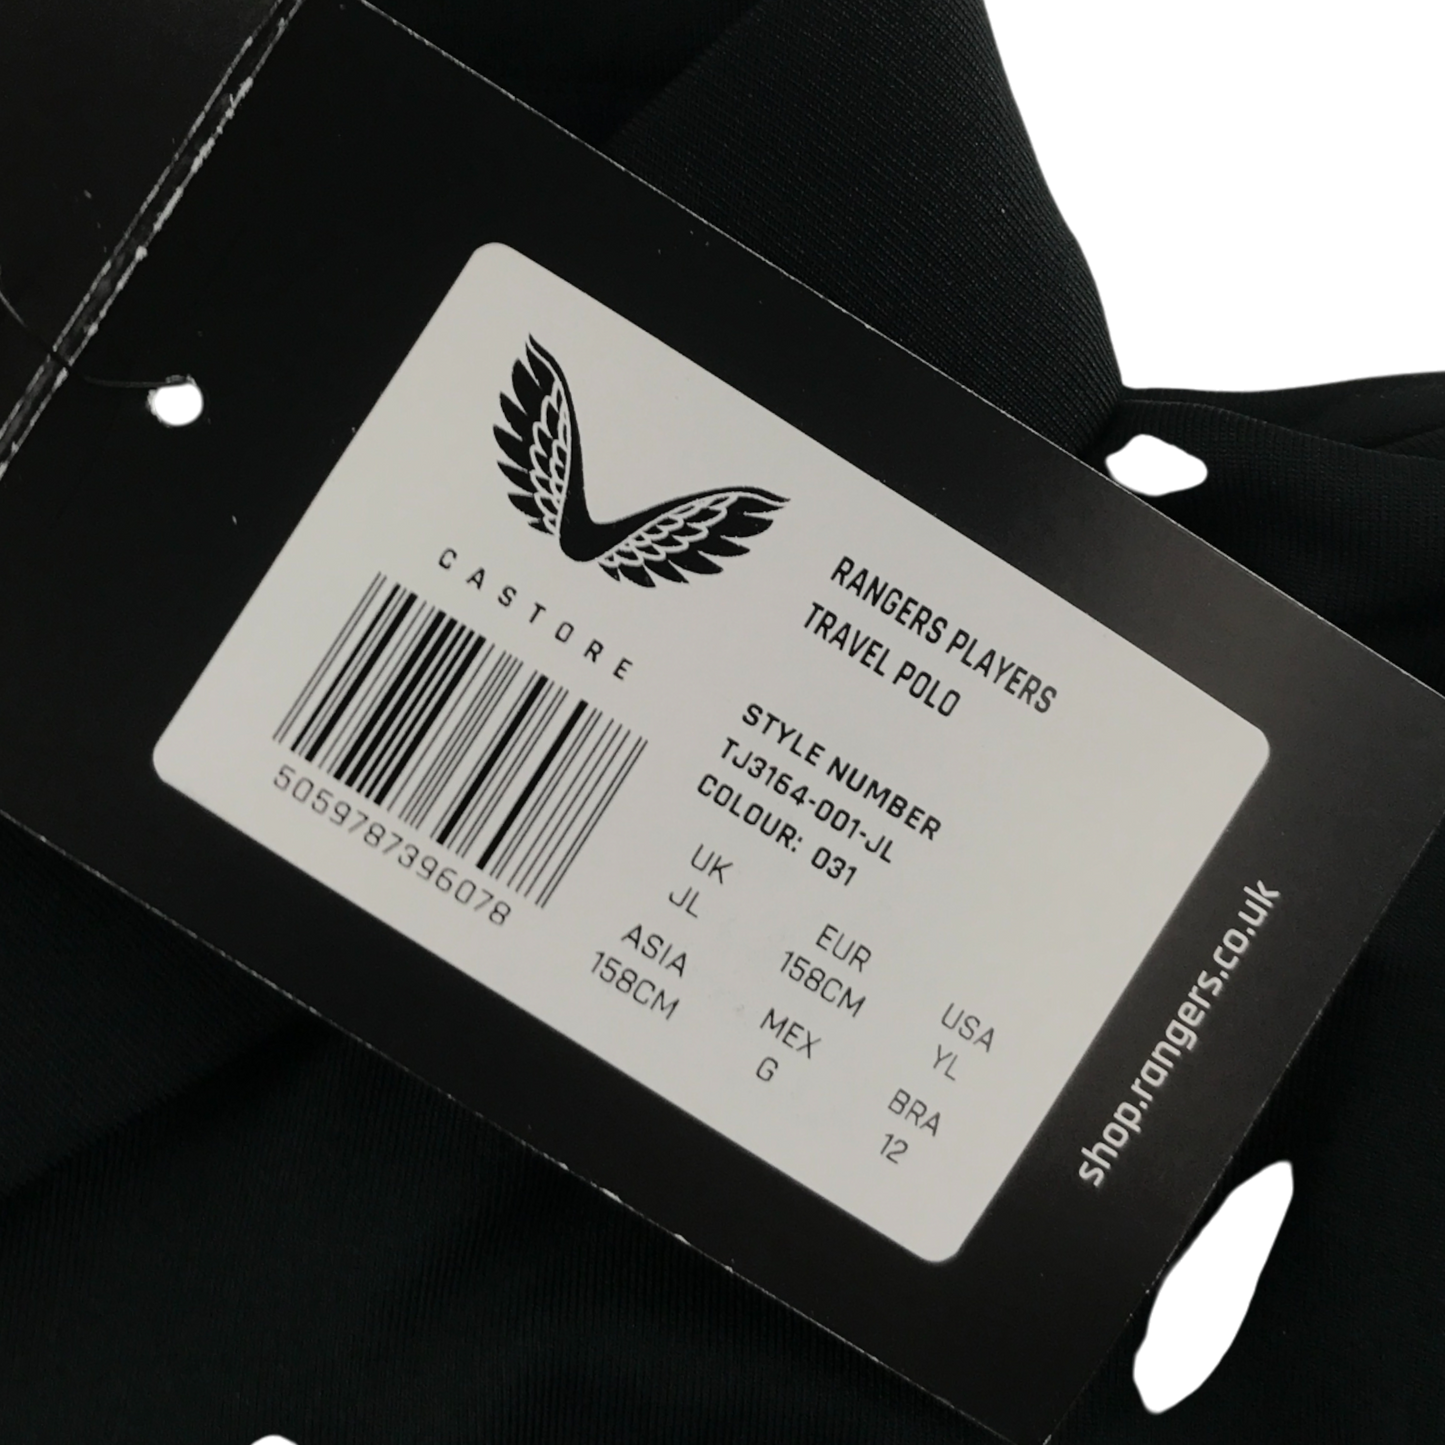 CASTORE
5059787396078
RANGERS PLAYERS
TRAVEL POLO
STYLE NUMBER
TJ3164-001-JL
COLOUR: 031
UK
JL
EUR
158CM
USA
YL
ASIA
158CM
MEX
G
BRA
12
shop.rangers.co.uk